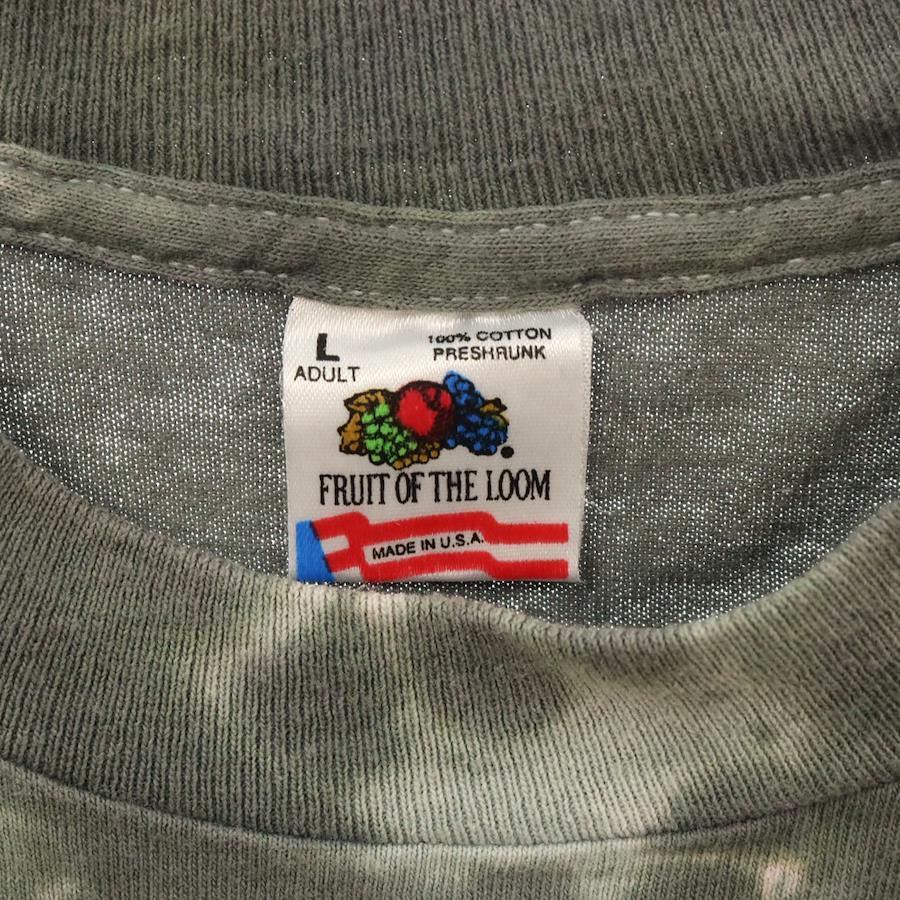 L
ADULT
100% COTTON
PRESHRUNK
FRUIT OF THE LOOM
MADE IN U.S.A.